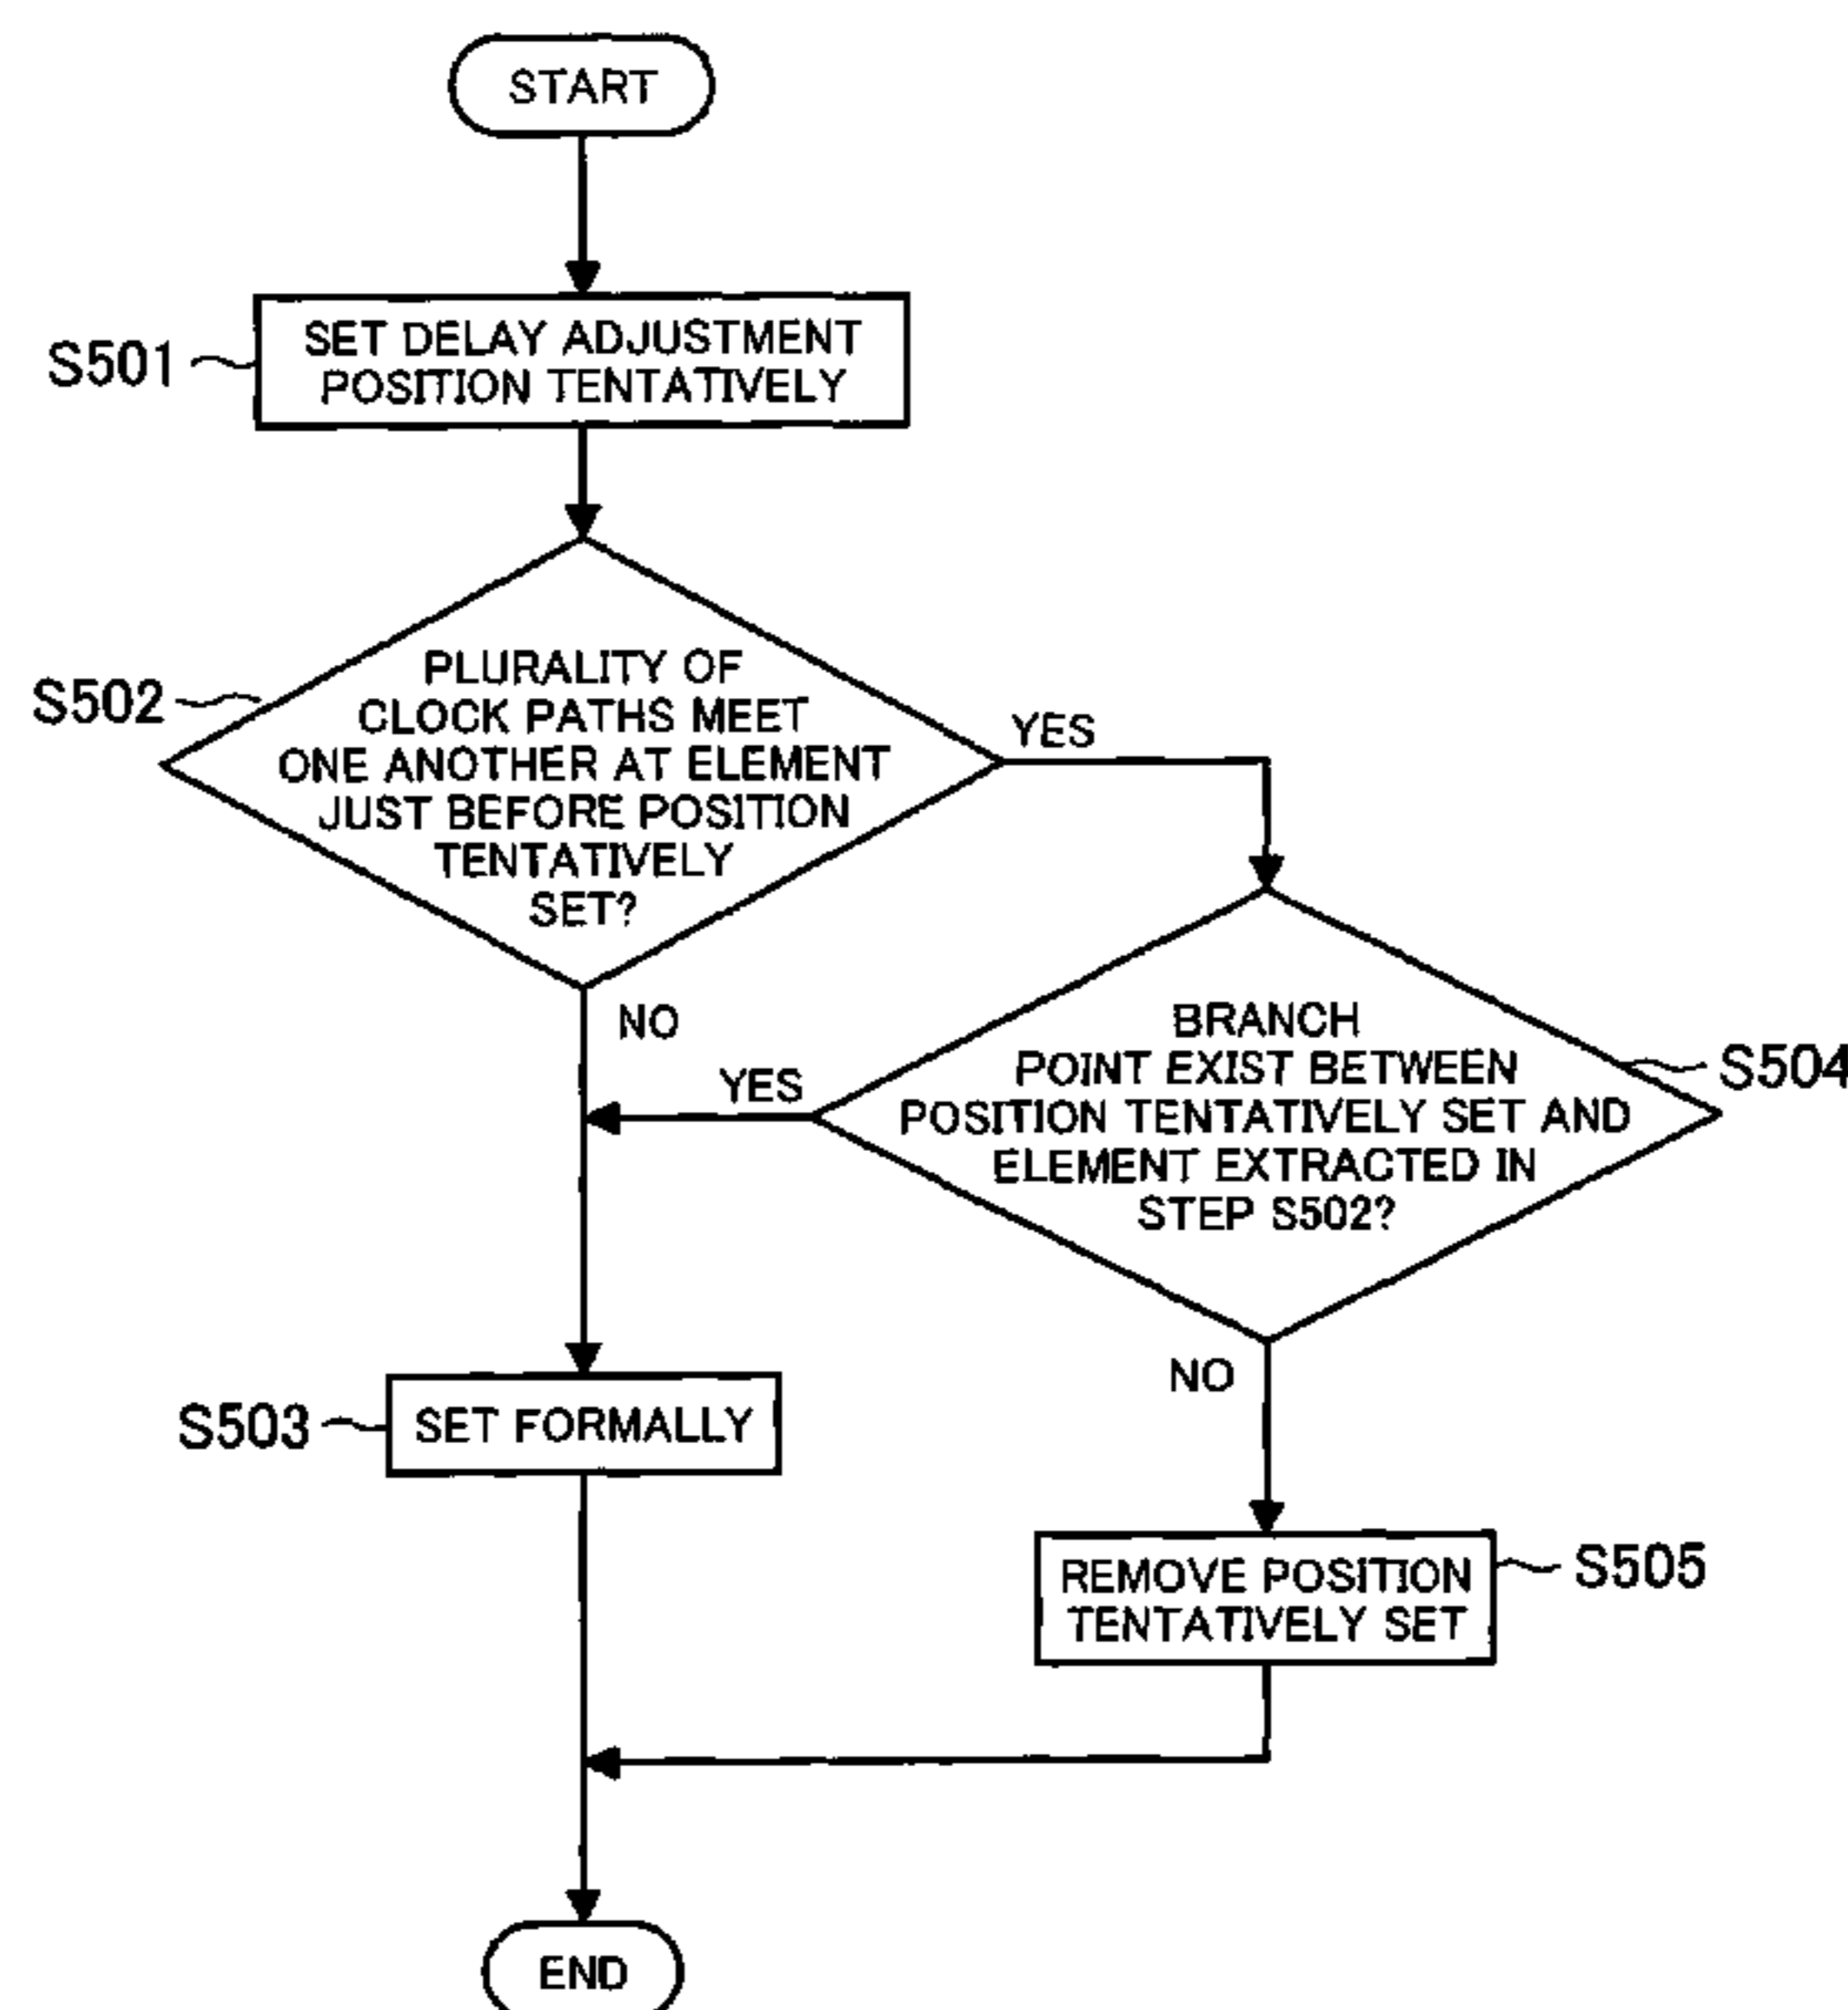 START
S501
SET DELAY ADJUSTMENT
POSITION TENTATIVELY
S502
PLURALITY OF
CLOCK PATHS MEET
ONE ANOTHER AT ELEMENT
JUST BEFORE POSITION
TENTATIVELY
SET?
YES
NO
BRANCH
POINT EXIST BETWEEN
POSITION TENTATIVELY SET AND
ELEMENT EXTRACTED IN
STEP S502?
S504
YES
NO
S503
SET FORMALLY
REMOVE POSITION
TENTATIVELY SET
S505
END